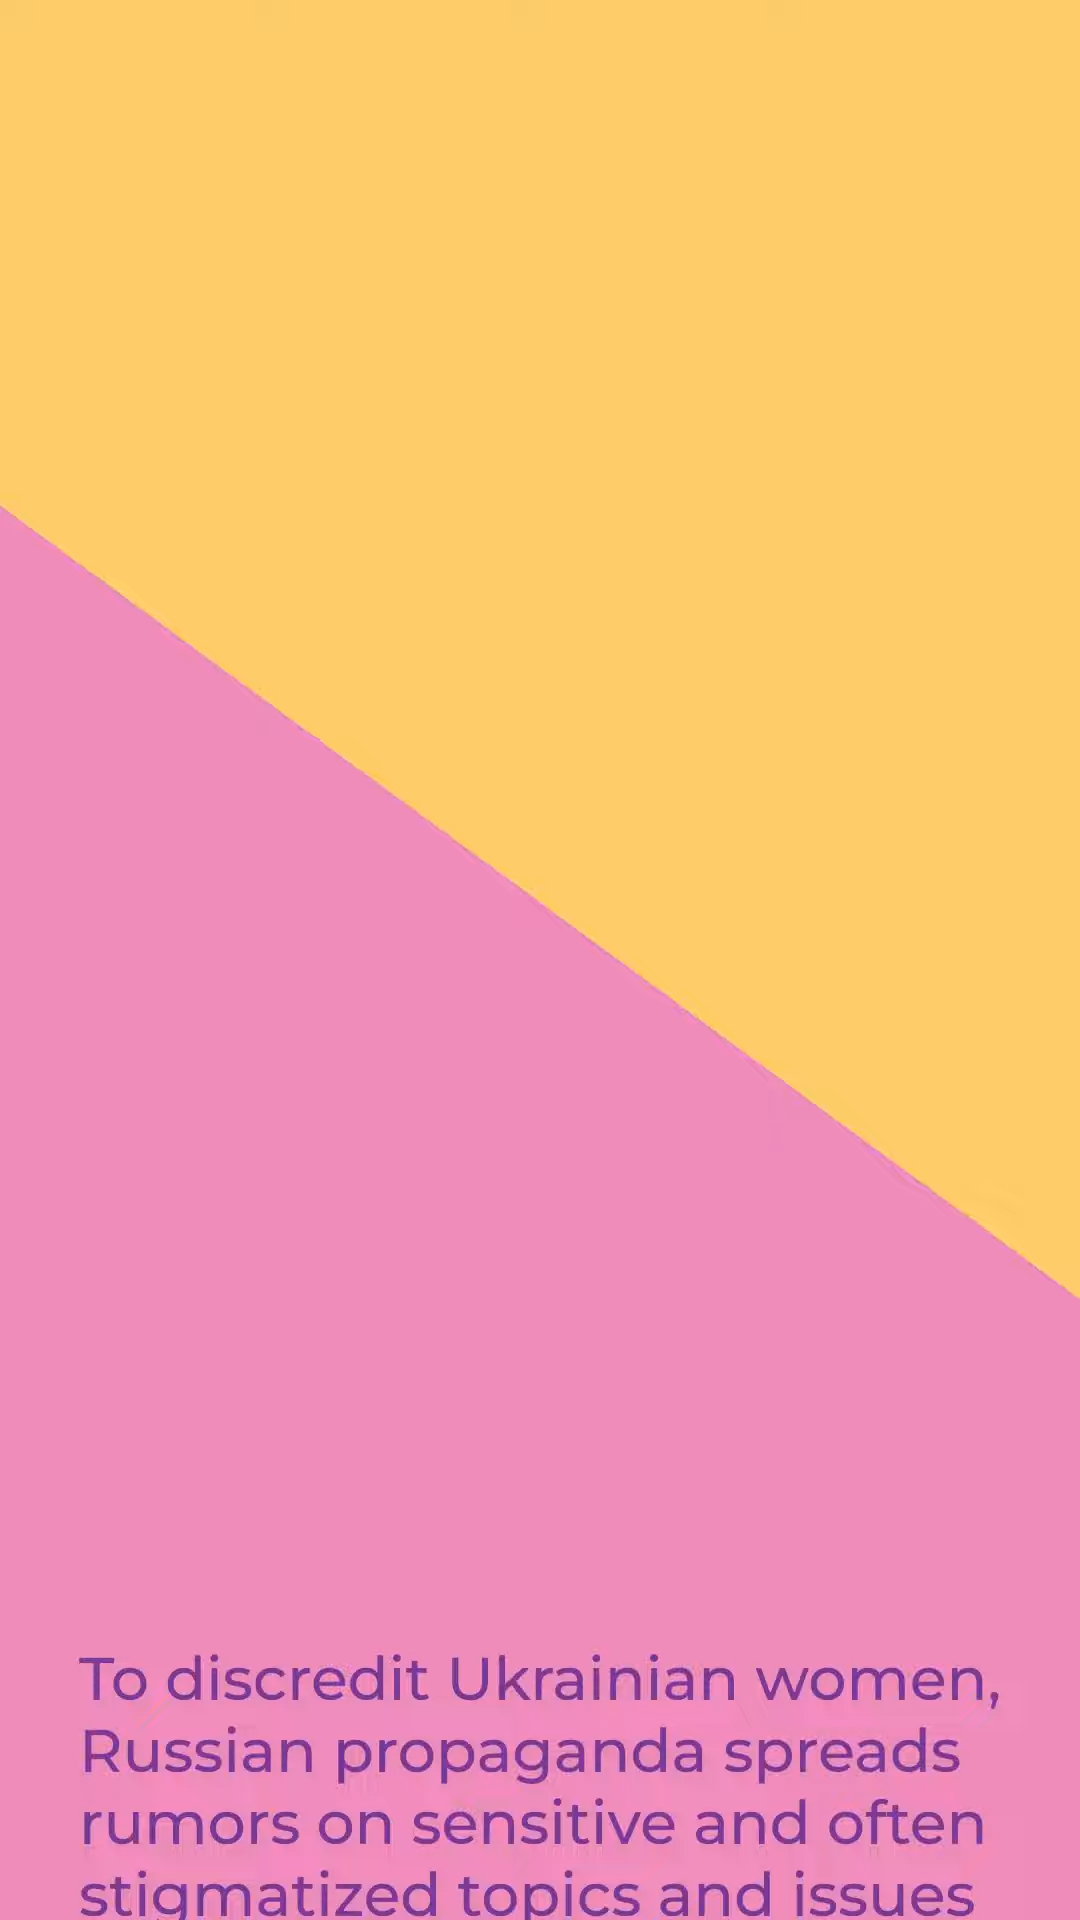 To discredit Ukrainian women,
Russian propaganda spreads
rumors on sensitive and often
stigmatized topics and issues